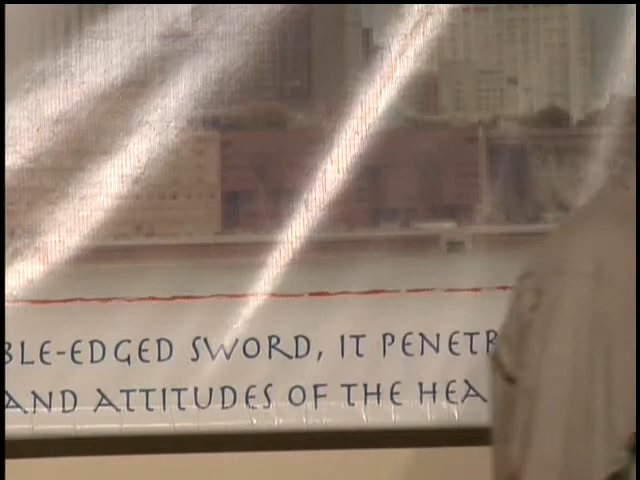 BLE-EDGED SWORD, IT PENETR
AND ATTITUDES OF THE HEA